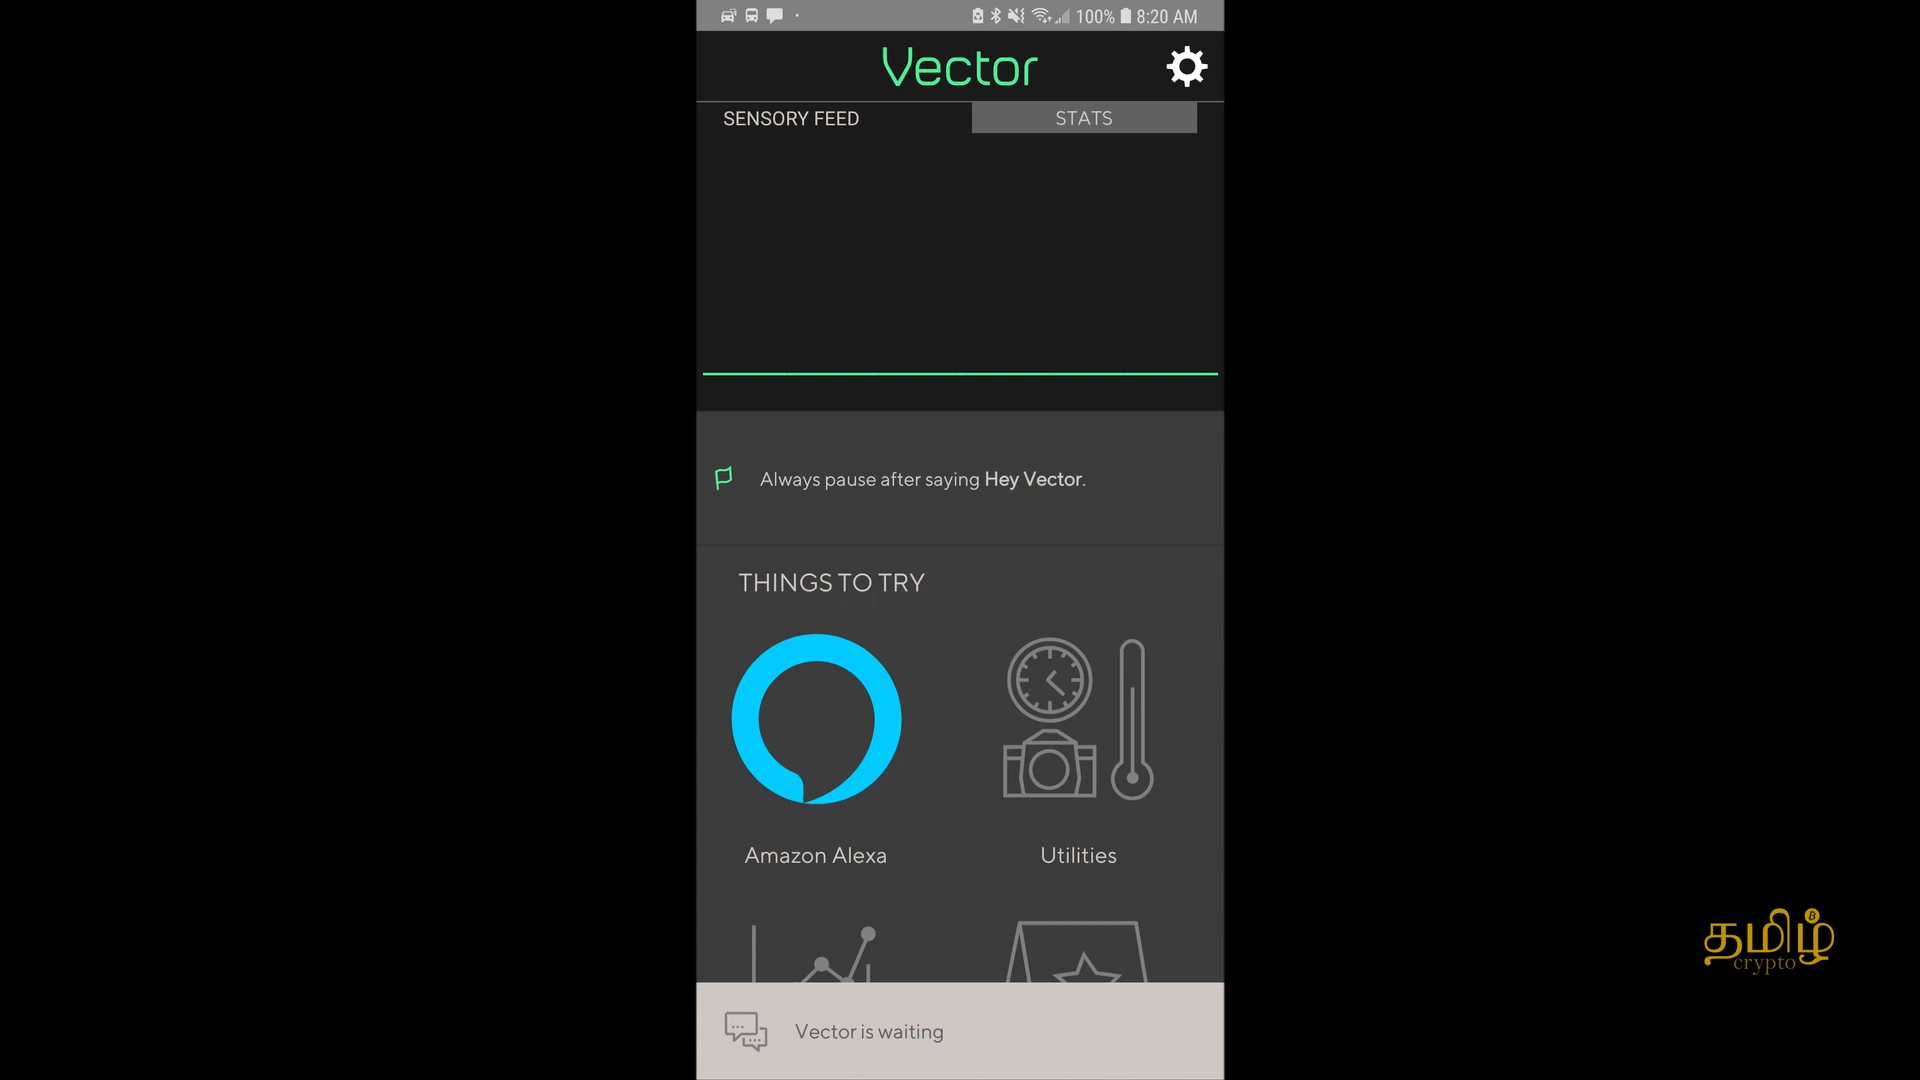 100% 8:20 AM
Vector
SENSORY FEED
STATS
Always pause after saying Hey Vector.
THINGS TO TRY
Amazon Alexa
Utilities
Vector is waiting
தமிழ்
crypto